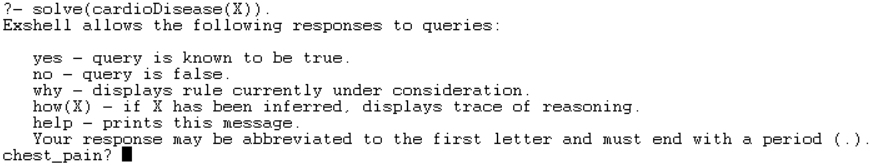 ?- solve(cardioDisease(X)).
Exshell allows the following responses to queries:
yes - query is known to be true.
no - query is false.
why - displays rule currently under consideration.
how(X) - if X has been inferred, displays trace of reasoning.
help - prints this message.
Your response may be abbreviated to the first letter and must end with a period (.).
chest_pain?